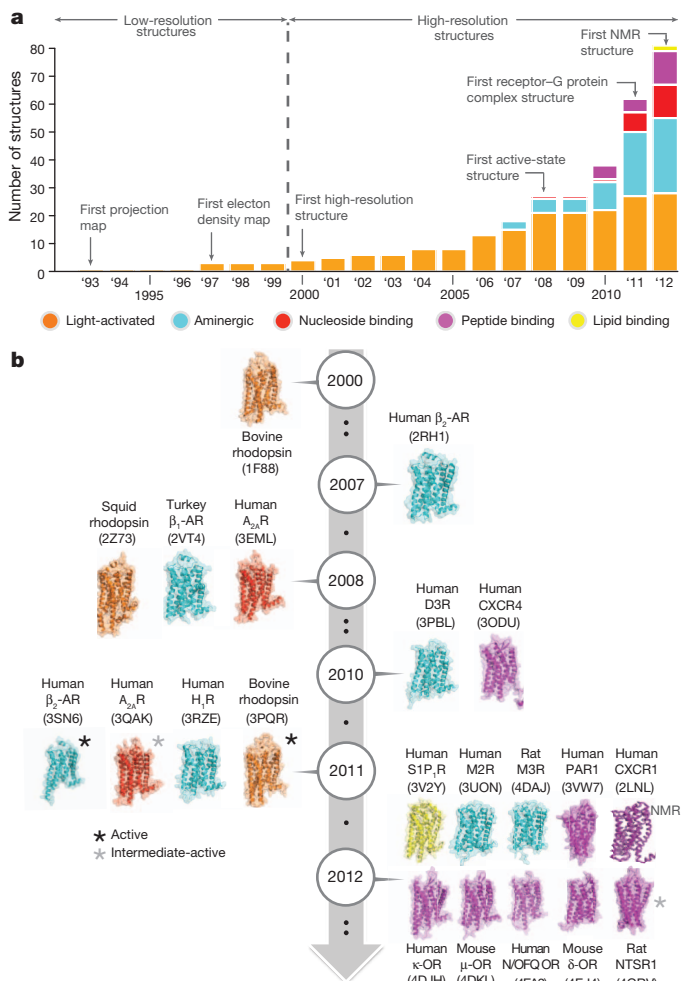 a
Low-resolution
structures
High-resolution
structures
First NMR
structure
First receptor–G protein
complex structure
First active-state
structure
First projection
map
First electon
density map
First high-resolution
structure
Number of structures
80
70
60
50
40
30
20
10
0
'93 '94 '96 '97 '98 '99 '01 '02 '03 '04 '06 '07 '08 '09 '11 '12
1995 2000 2005 2010
Light-activated Aminergic Nucleoside binding Peptide binding Lipid binding
b
2000
Bovine
rhodopsin
(1F88)
Human β2-AR
(2RH1)
2007
Squid
rhodopsin
(2Z73)
Turkey
β1-AR
(2VT4)
Human
A2AR
(3EML)
2008
Human
D3R
(3PBL)
Human
CXCR4
(3ODU)
2010
Human
β2-AR
(3SN6)
Human
A2AR
(3QAK)
Human
H1R
(3RZE)
Bovine
rhodopsin
(3PQR)
2011
* Active
* Intermediate-active
Human
S1P1R
(3V2Y)
Human
M2R
(3UON)
Rat
M3R
(4DAJ)
Human
PAR1
(3VW7)
Human
CXCR1
(2LNL)
NMR
2012
Human
κ-OR
Mouse
μ-OR
Human
N/OFQ OR
Mouse
δ-OR
Rat
NTSR1